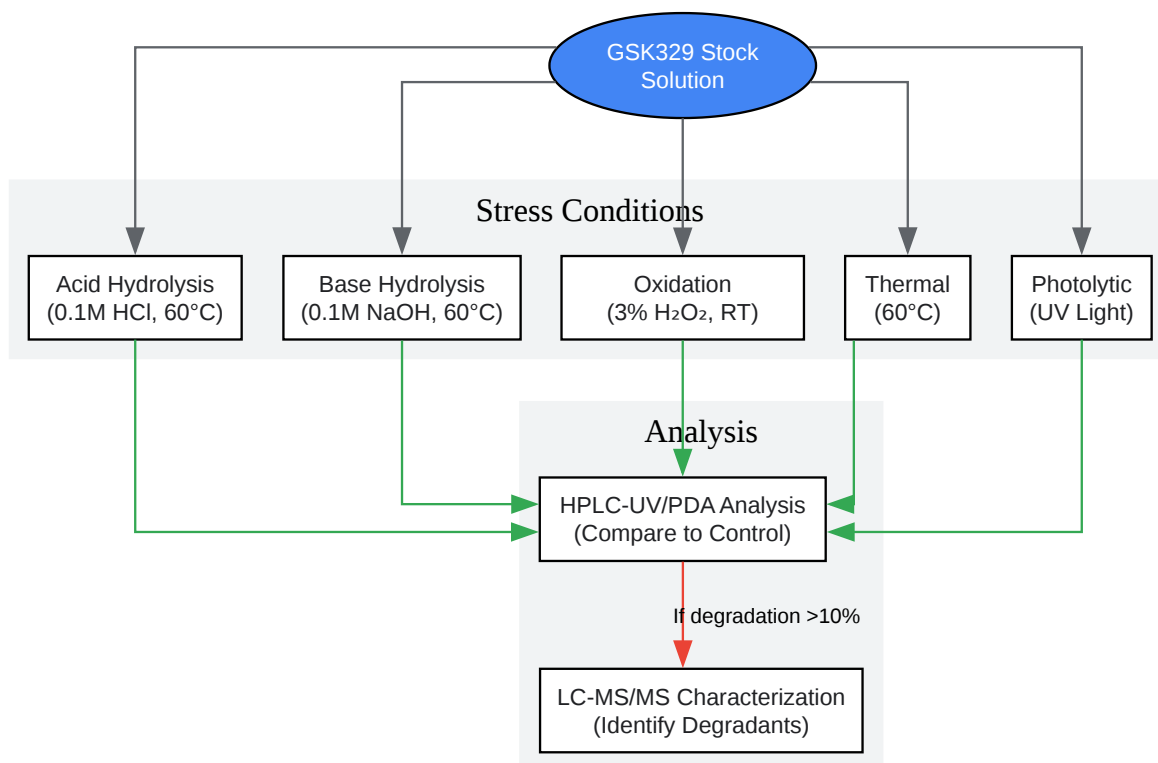 GSK329 Stock
Solution
Stress Conditions
Acid Hydrolysis
(0.1M HCl, 60°C)
Base Hydrolysis
(0.1M NaOH, 60°C)
Oxidation
(3% H₂O₂, RT)
Thermal
(60°C)
Photolytic
(UV Light)
Analysis
HPLC-UV/PDA Analysis
(Compare to Control)
If degradation >10%
LC-MS/MS Characterization
(Identify Degradants)